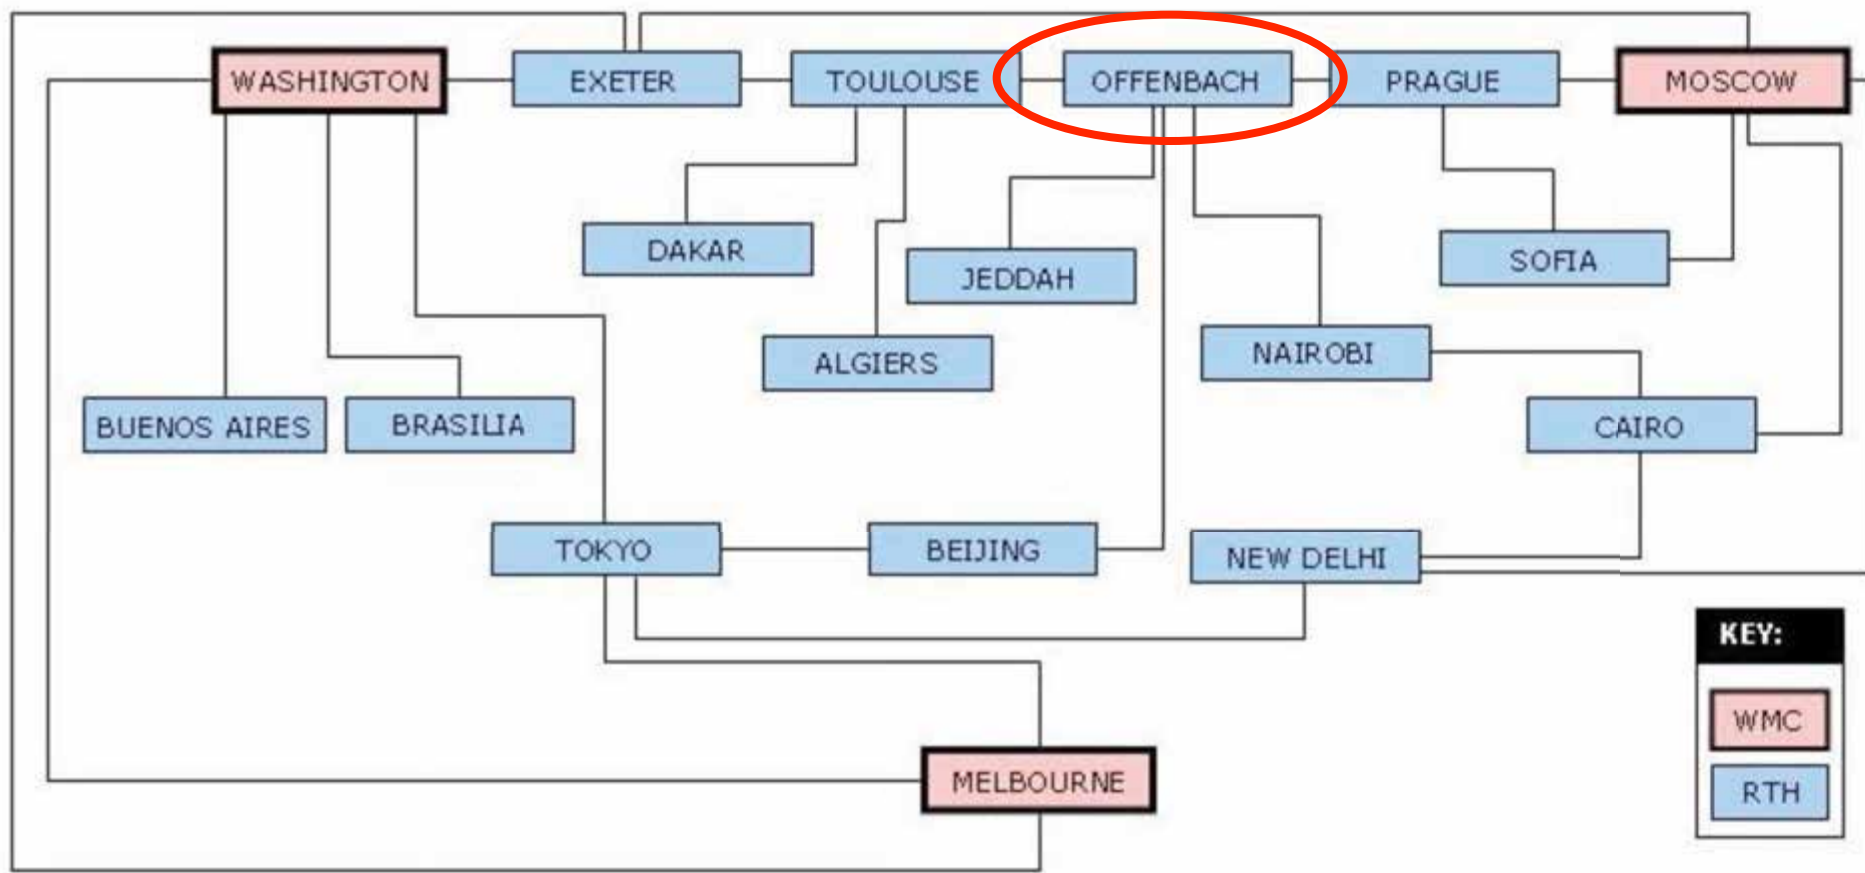 WASHINGTON
EXETER
TOULOUSE
OFFENBACH
PRAGUE
MOSCOW
DAKAR
JEDDAH
SOFIA
ALGIERS
NAIROBI
BUENOS AIRES
BRASILIA
CAIRO
TOKYO
BEIJING
NEW DELHI
KEY:
WMC
MELBOURNE
RTH